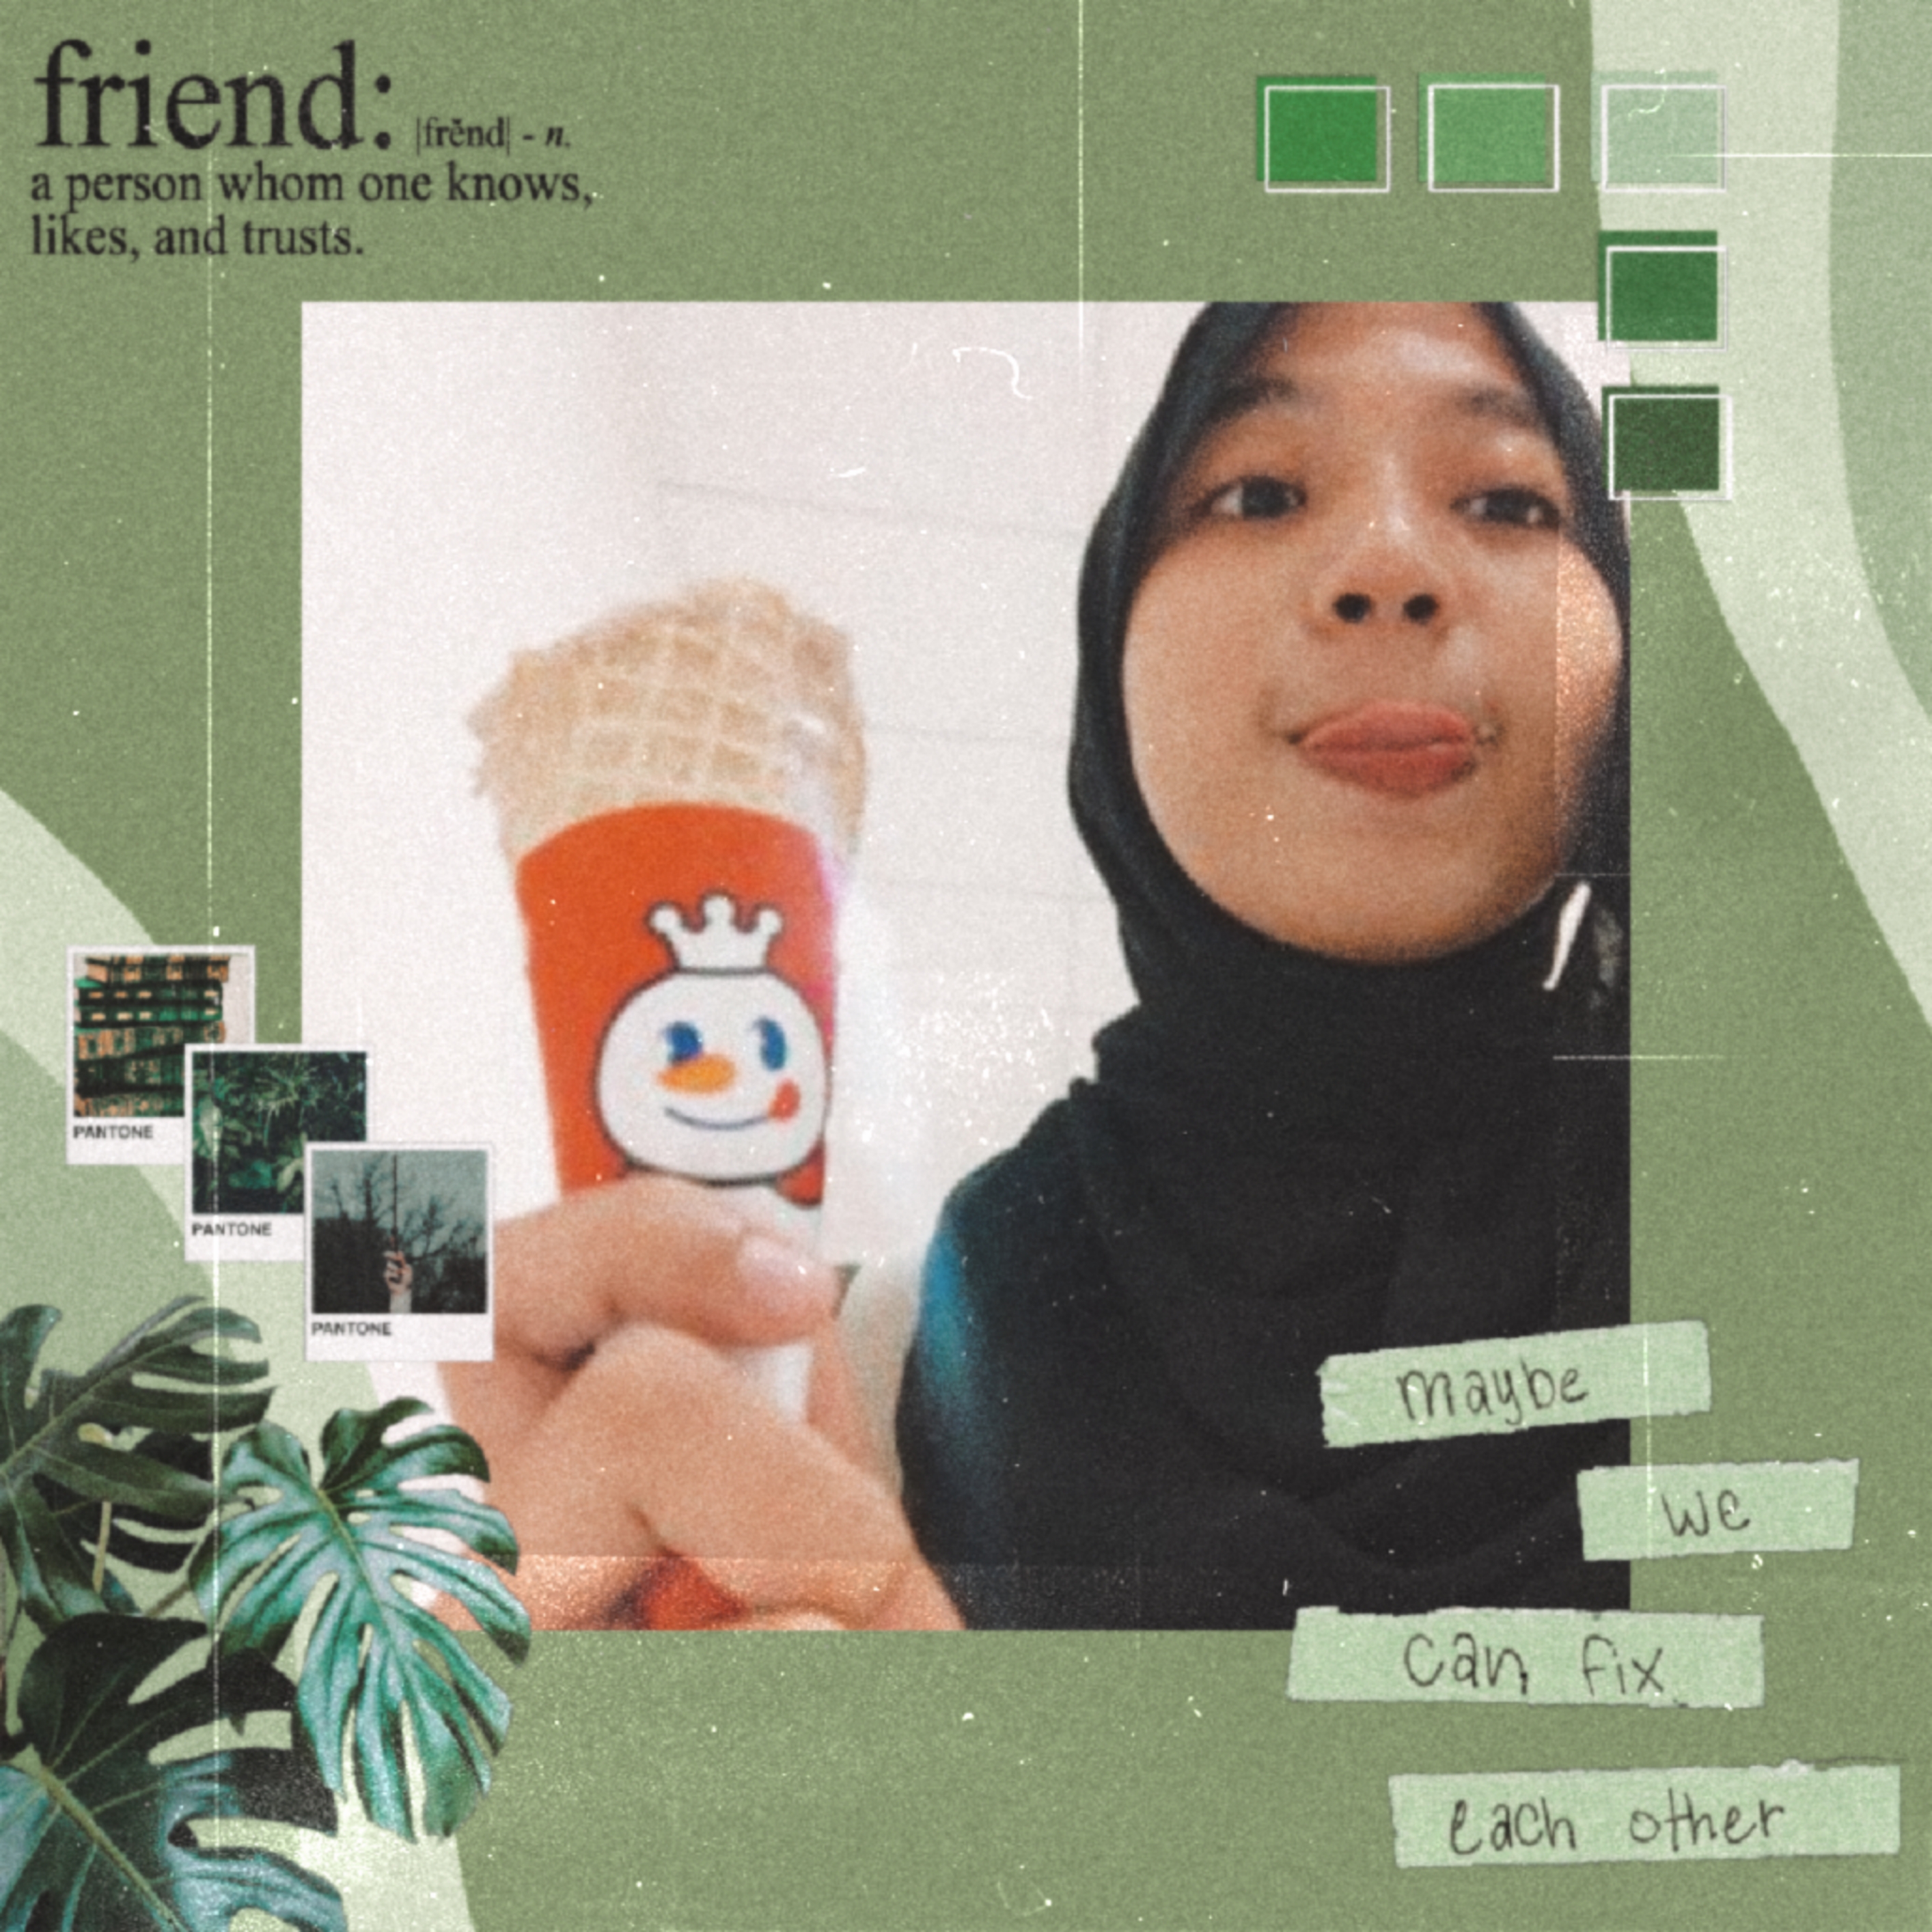 friend: |frĕnd| - n.
a person whom one knows,
likes, and trusts.
PANTONE
PANTONE
PANTONE
maybe
we
can fix
each other